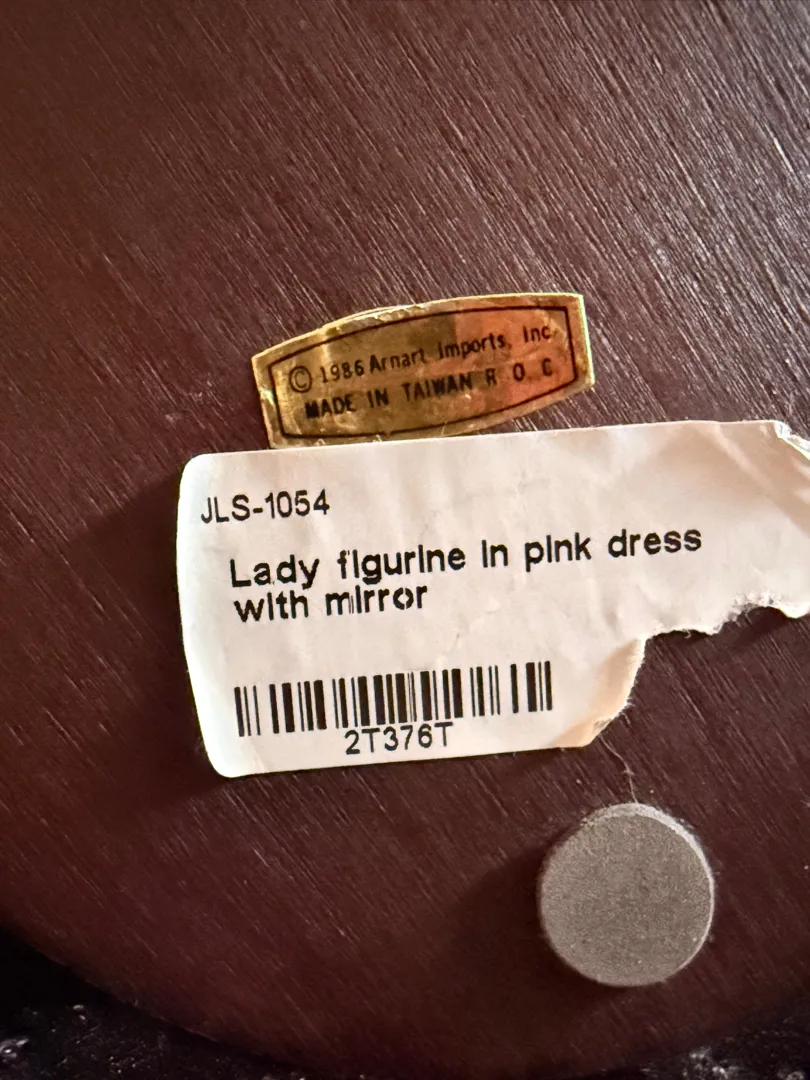 © 1986 Arnart Imports, Inc.
MADE IN TAIWAN R O C
JLS-1054
Lady figurine in pink dress
with mirror
2T376T